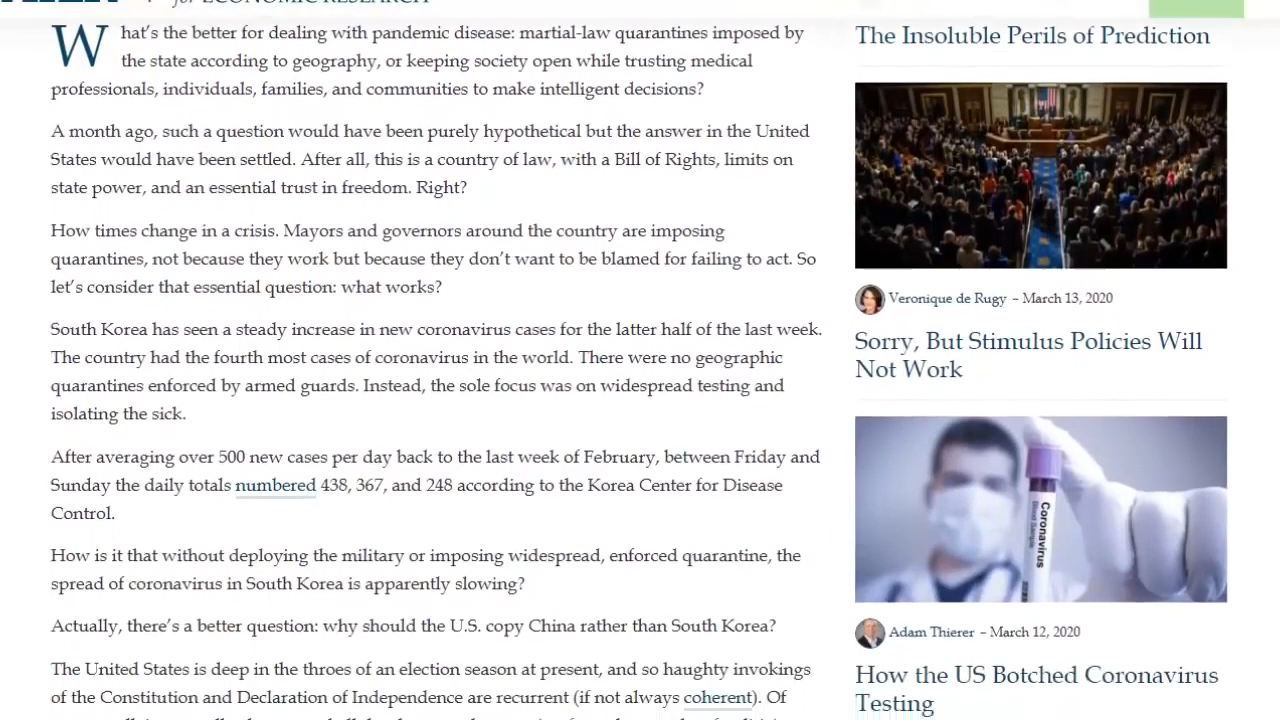 for ECONOMIC RESEARCH
What's the better for dealing with pandemic disease: martial-law quarantines imposed by
the state according to geography, or keeping society open while trusting medical
professionals, individuals, families, and communities to make intelligent decisions?
A month ago, such a question would have been purely hypothetical but the answer in the United
States would have been settled. After all, this is a country of law, with a Bill of Rights, limits on
state power, and an essential trust in freedom. Right?
How times change in a crisis. Mayors and governors around the country are imposing
quarantines, not because they work but because they don't want to be blamed for failing to act. So
let's consider that essential question: what works?
South Korea has seen a steady increase in new coronavirus cases for the latter half of the last week.
The country had the fourth most cases of coronavirus in the world. There were no geographic
quarantines enforced by armed guards. Instead, the sole focus was on widespread testing and
isolating the sick.
After averaging over 500 new cases per day back to the last week of February, between Friday and
Sunday the daily totals numbered 438, 367, and 248 according to the Korea Center for Disease
Control.
How is it that without deploying the military or imposing widespread, enforced quarantine, the
spread of coronavirus in South Korea is apparently slowing?
Actually, there's a better question: why should the U.S. copy China rather than South Korea?
The United States is deep in the throes of an election season at present, and so haughty invokings
of the Constitution and Declaration of Independence are recurrent (if not always coherent). Of
The Insoluble Perils of Prediction
Veronique de Rugy – March 13, 2020
Sorry, But Stimulus Policies Will
Not Work
Coronavirus
Blood Sample
Adam Thierer – March 12, 2020
How the US Botched Coronavirus
Testing